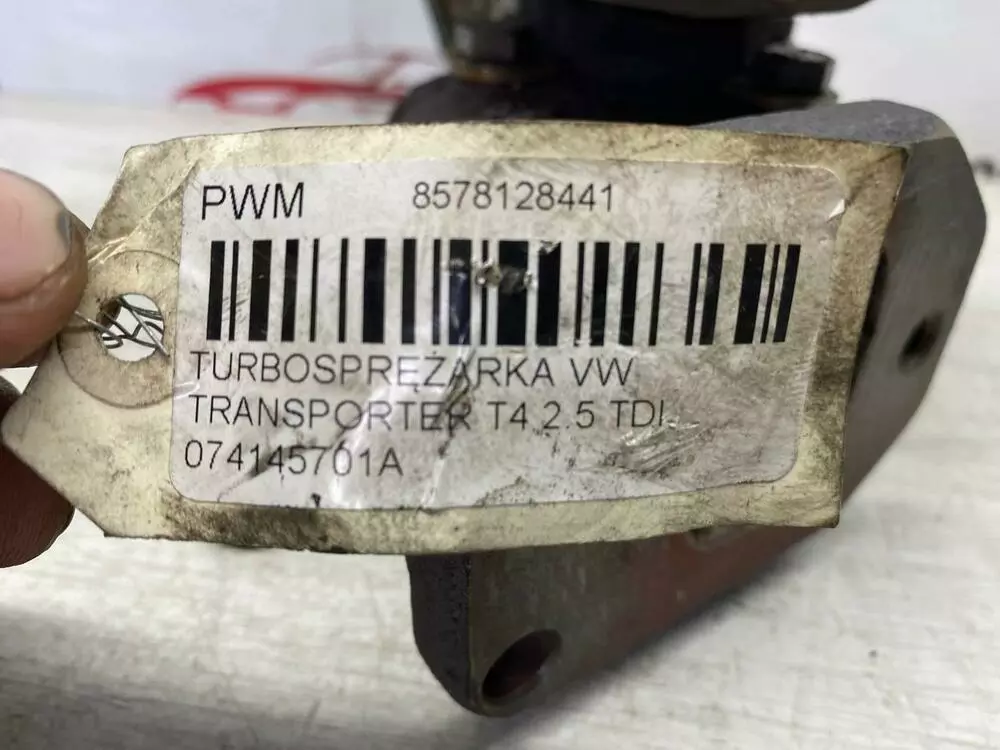 PWM 8578128441
TURBOSPRĘŻARKA VW
TRANSPORTER T4 2.5 TDI
074145701A